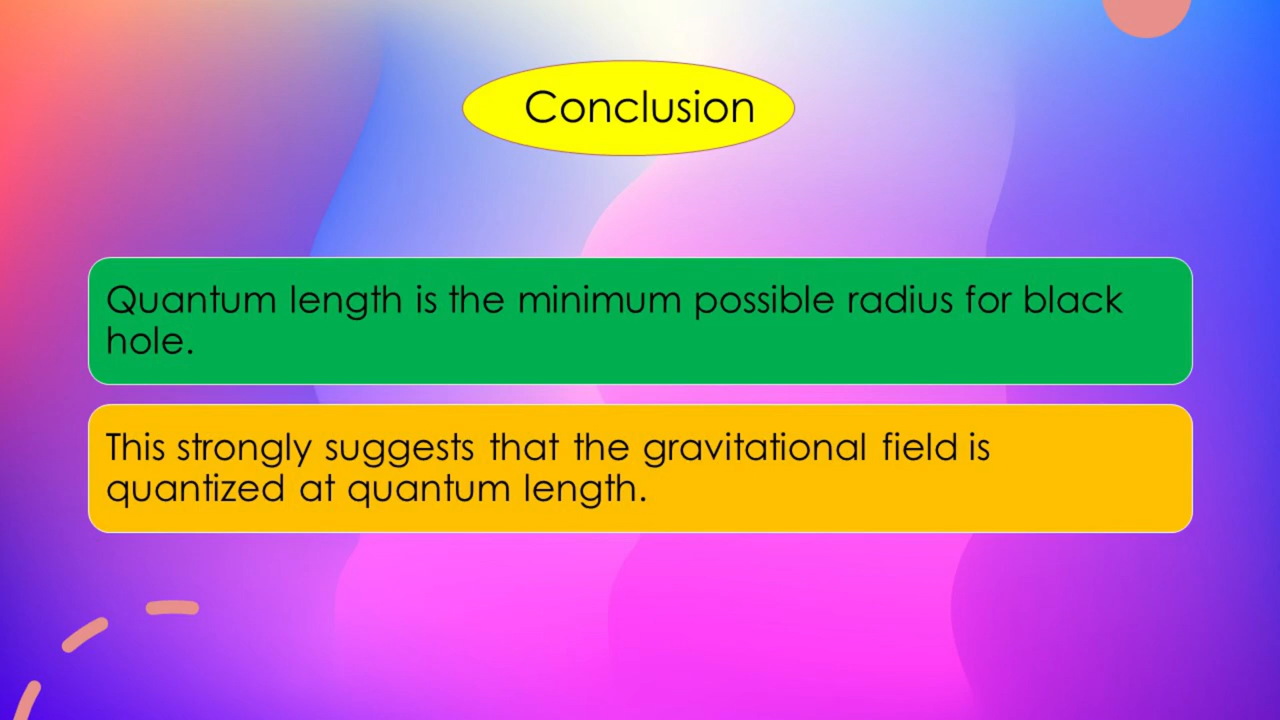 Conclusion
Quantum length is the minimum possible radius for black
hole.
This strongly suggests that the gravitational field is
quantized at quantum length.